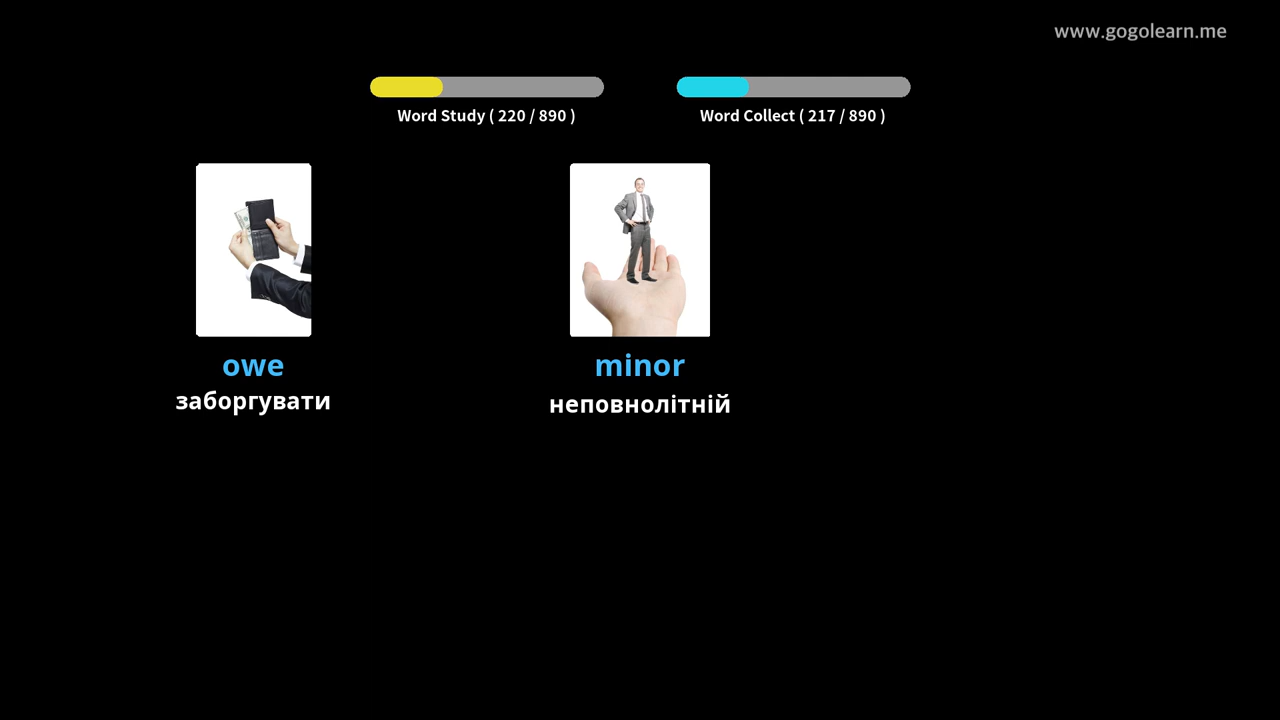 www.gogolearn.me
Word Study ( 220 / 890 )
Word Collect ( 217 / 890 )
owe
заборгувати
minor
неповнолітній